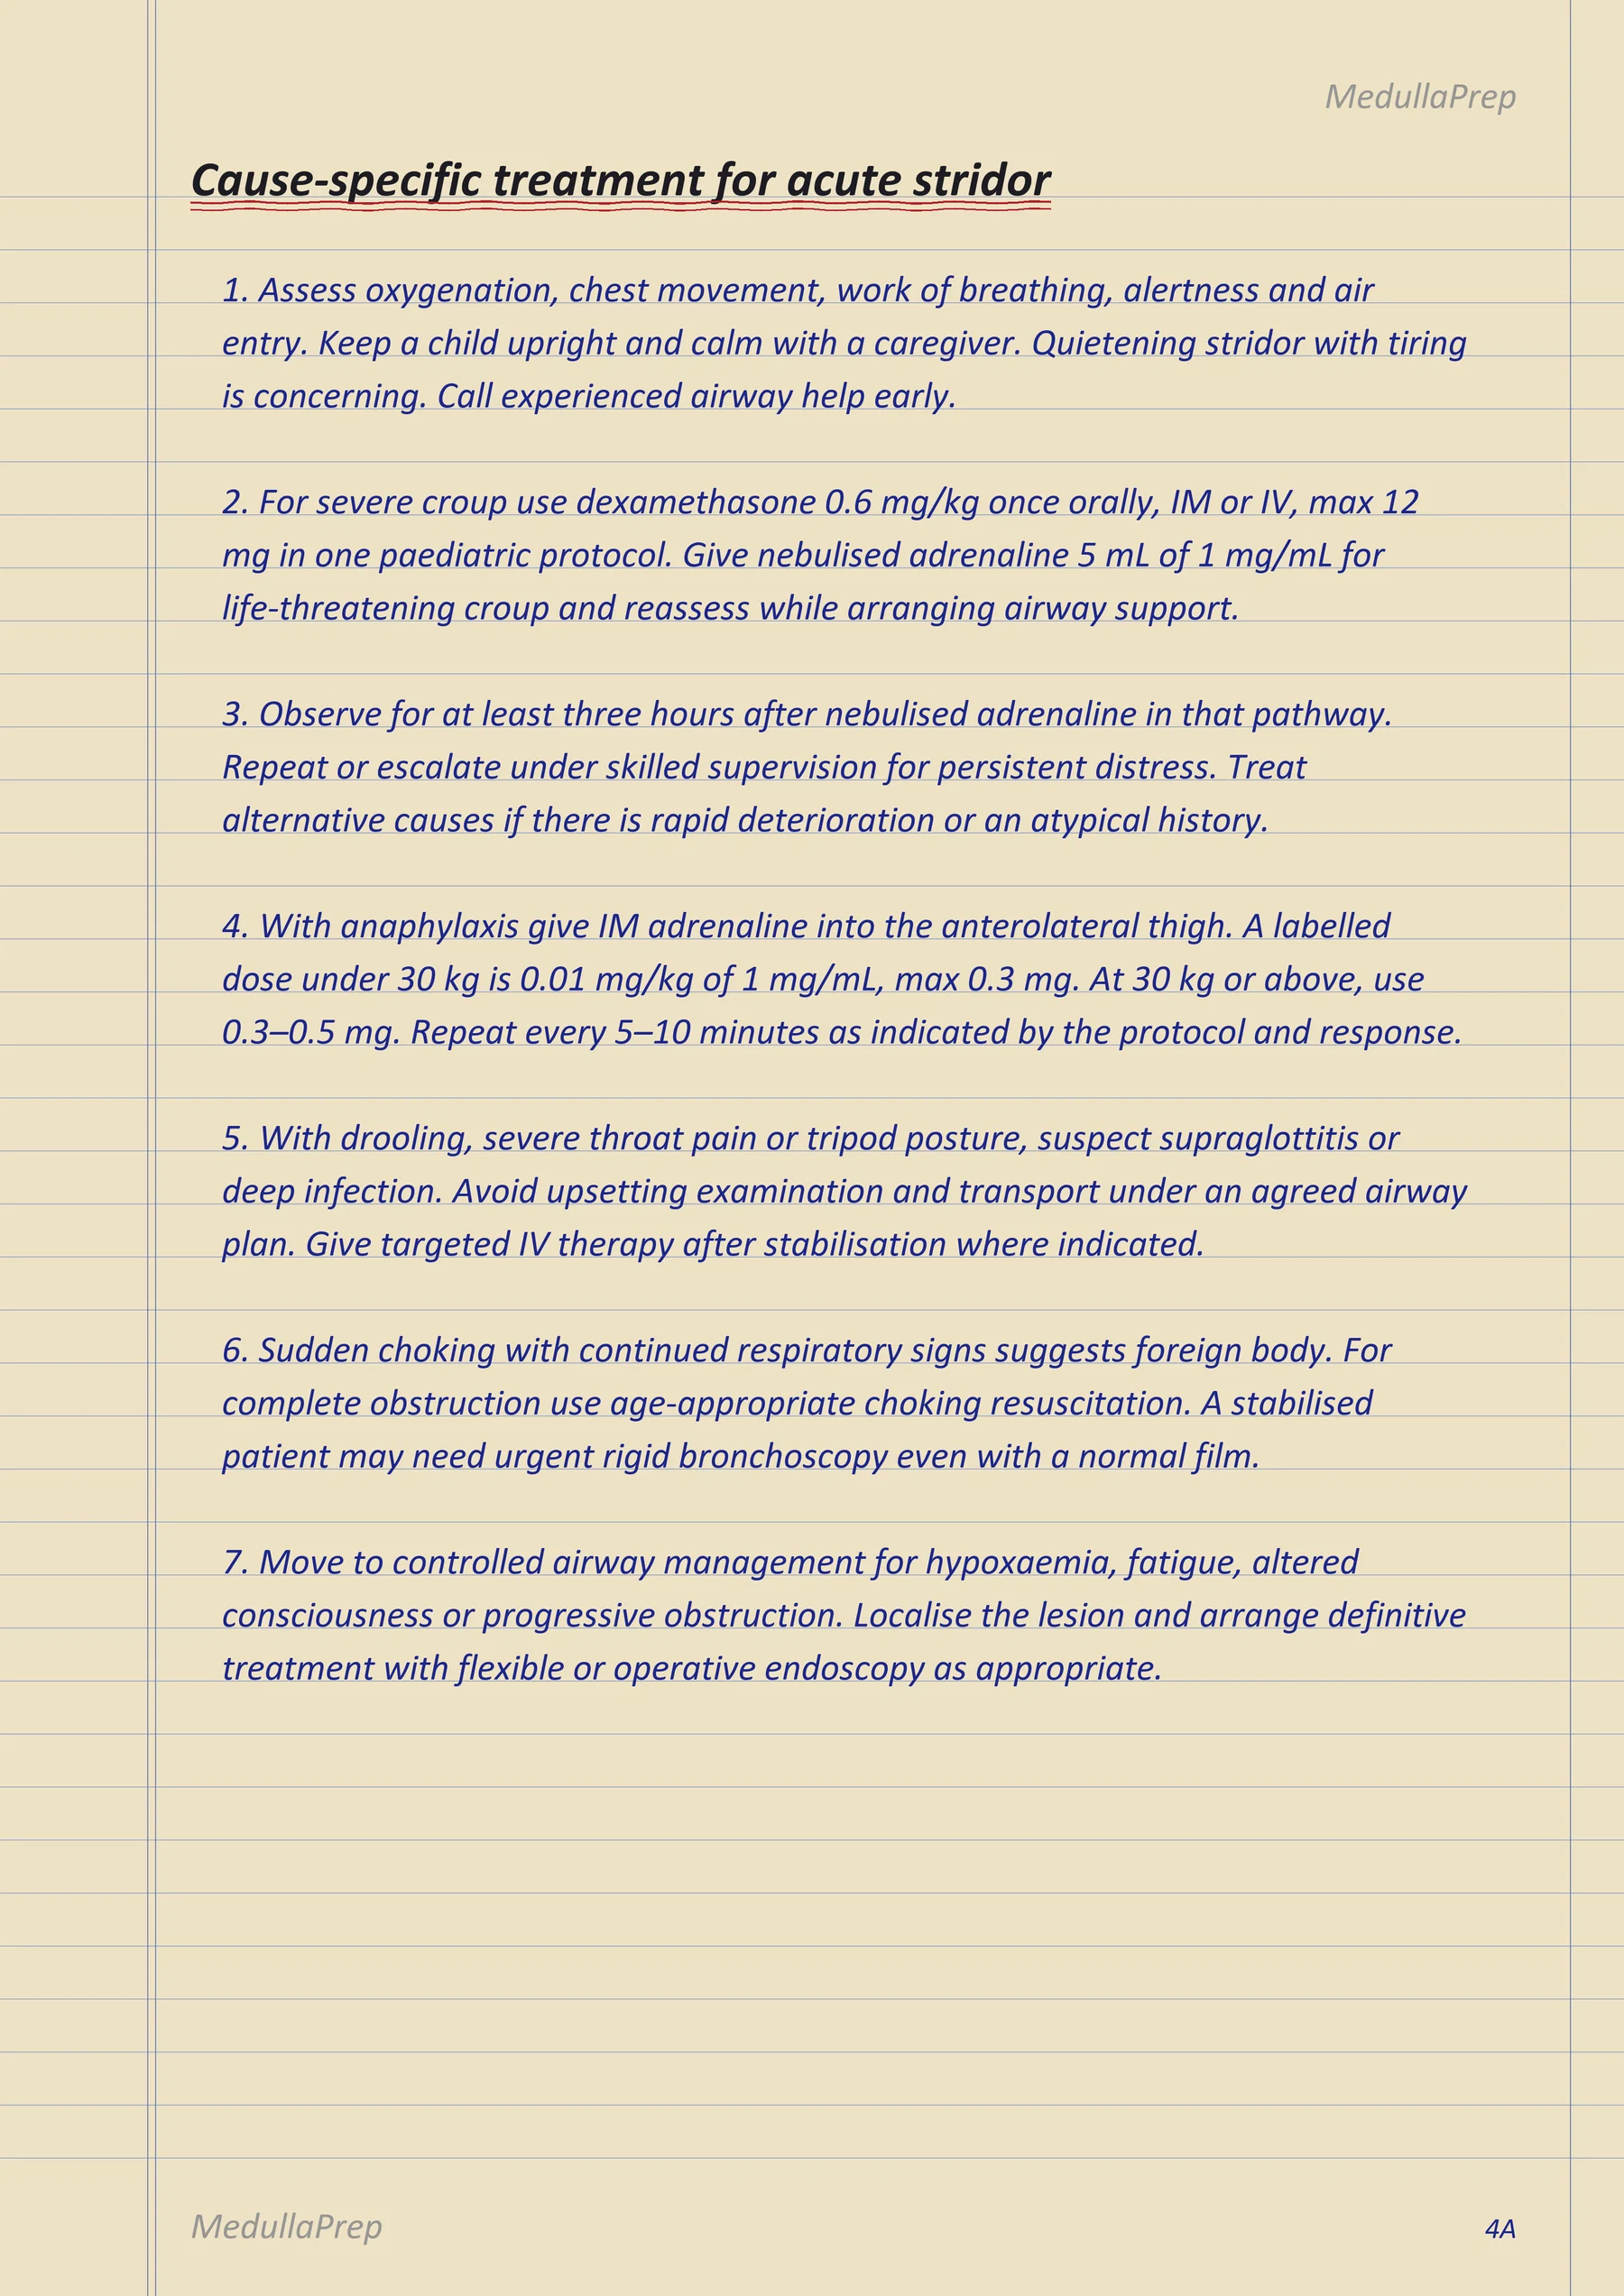 MedullaPrep
Cause-specific treatment for acute stridor
1. Assess oxygenation, chest movement, work of breathing, alertness and air
entry. Keep a child upright and calm with a caregiver. Quietening stridor with tiring
is concerning. Call experienced airway help early.
2. For severe croup use dexamethasone 0.6 mg/kg once orally, IM or IV, max 12
mg in one paediatric protocol. Give nebulised adrenaline 5 mL of 1 mg/mL for
life-threatening croup and reassess while arranging airway support.
3. Observe for at least three hours after nebulised adrenaline in that pathway.
Repeat or escalate under skilled supervision for persistent distress. Treat
alternative causes if there is rapid deterioration or an atypical history.
4. With anaphylaxis give IM adrenaline into the anterolateral thigh. A labelled
dose under 30 kg is 0.01 mg/kg of 1 mg/mL, max 0.3 mg. At 30 kg or above, use
0.3–0.5 mg. Repeat every 5–10 minutes as indicated by the protocol and response.
5. With drooling, severe throat pain or tripod posture, suspect supraglottitis or
deep infection. Avoid upsetting examination and transport under an agreed airway
plan. Give targeted IV therapy after stabilisation where indicated.
6. Sudden choking with continued respiratory signs suggests foreign body. For
complete obstruction use age-appropriate choking resuscitation. A stabilised
patient may need urgent rigid bronchoscopy even with a normal film.
7. Move to controlled airway management for hypoxaemia, fatigue, altered
consciousness or progressive obstruction. Localise the lesion and arrange definitive
treatment with flexible or operative endoscopy as appropriate.
MedullaPrep
4A